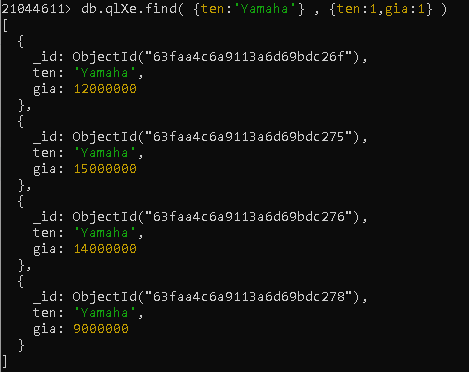 21044611> db.qlXe.find( {ten:'Yamaha'} , {ten:1,gia:1} )
[
  {
    _id: ObjectId("63faa4c6a9113a6d69bdc26f"),
    ten: 'Yamaha',
    gia: 12000000
  },
  {
    _id: ObjectId("63faa4c6a9113a6d69bdc275"),
    ten: 'Yamaha',
    gia: 15000000
  },
  {
    _id: ObjectId("63faa4c6a9113a6d69bdc276"),
    ten: 'Yamaha',
    gia: 14000000
  },
  {
    _id: ObjectId("63faa4c6a9113a6d69bdc278"),
    ten: 'Yamaha',
    gia: 9000000
  }
]